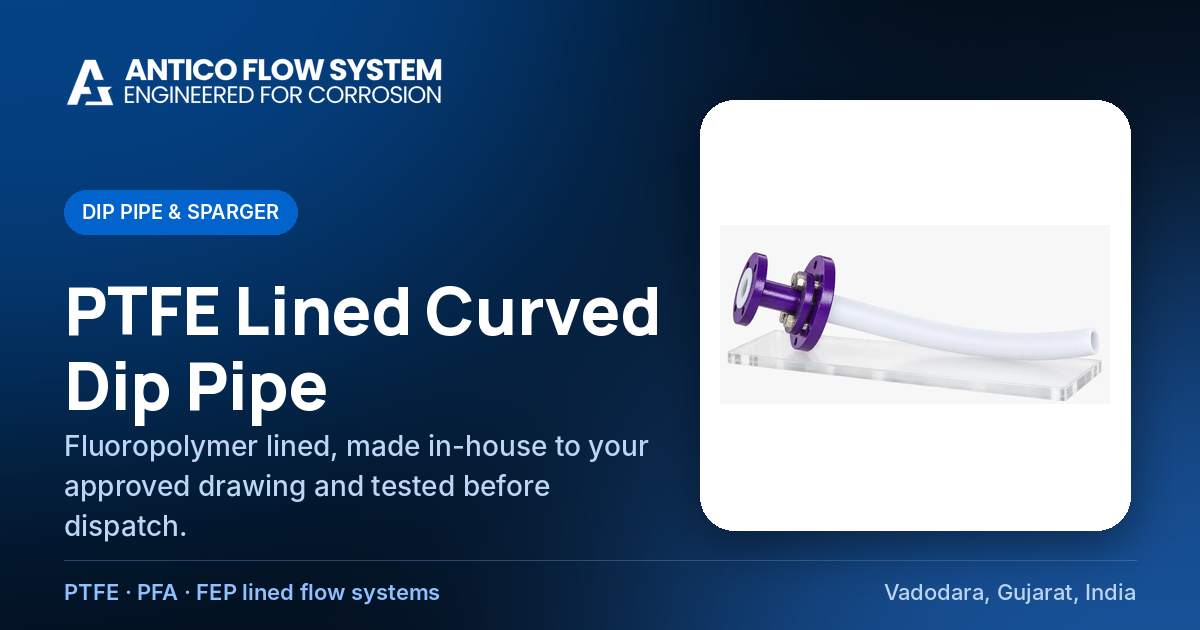 ANTICO FLOW SYSTEM
ENGINEERED FOR CORROSION
DIP PIPE & SPARGER
PTFE Lined Curved
Dip Pipe
Fluoropolymer lined, made in-house to your
approved drawing and tested before
dispatch.
PTFE · PFA · FEP lined flow systems
Vadodara, Gujarat, India